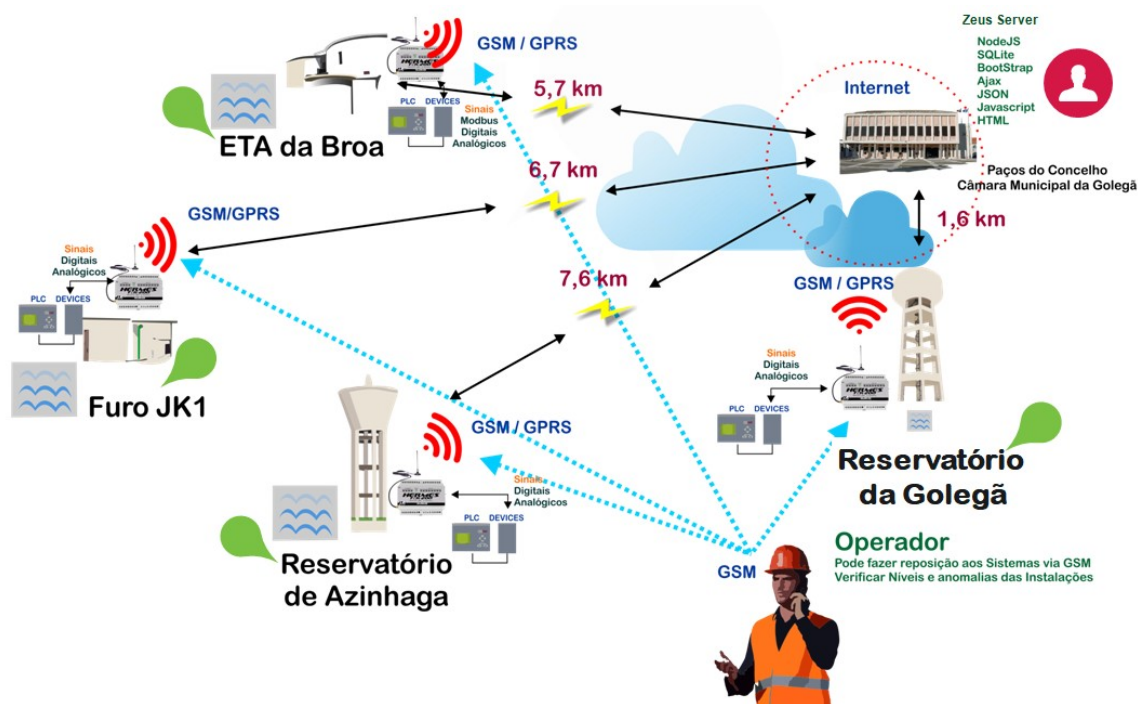 Zeus Server
NodeJS
SQLite
BootStrap
Ajax
JSON
Javascript
HTML
GSM / GPRS
PLC
DEVICES
Sinais
Modbus
Digitais
Analógicos
ETA da Broa
5,7 km
Internet
Paços do Concelho
Câmara Municipal da Golegã
6,7 km
1,6 km
GSM/GPRS
Sinais
Digitais
Analógicos
HERMES
PLC
DEVICES
Furo JK1
7,6 km
GSM / GPRS
Sinais
Digitais
Analógicos
PLC
DEVICES
HERMES
Reservatório
da Golegã
GSM / GPRS
Sinais
Digitais
Analógicos
HERMES
PLC
DEVICES
Reservatório
de Azinhaga
GSM
Operador
Pode fazer reposição aos Sistemas via GSM
Verificar Níveis e anomalias das Instalações